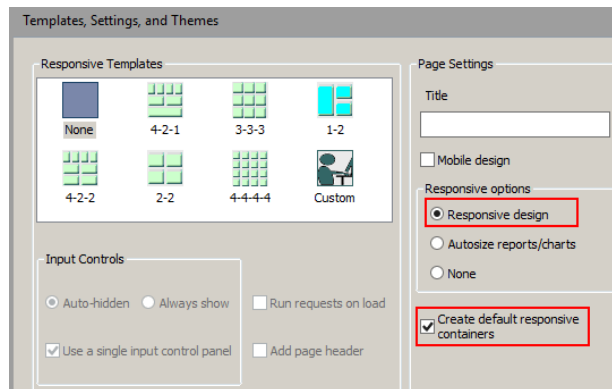 Templates, Settings, and Themes
Responsive Templates
None
4-2-1
3-3-3
1-2
4-2-2
2-2
4-4-4-4
Custom
Input Controls
Auto-hidden
Always show
Use a single input control panel
Run requests on load
Add page header
Page Settings
Title
Mobile design
Responsive options
Responsive design
Autosize reports/charts
None
Create default responsive
containers